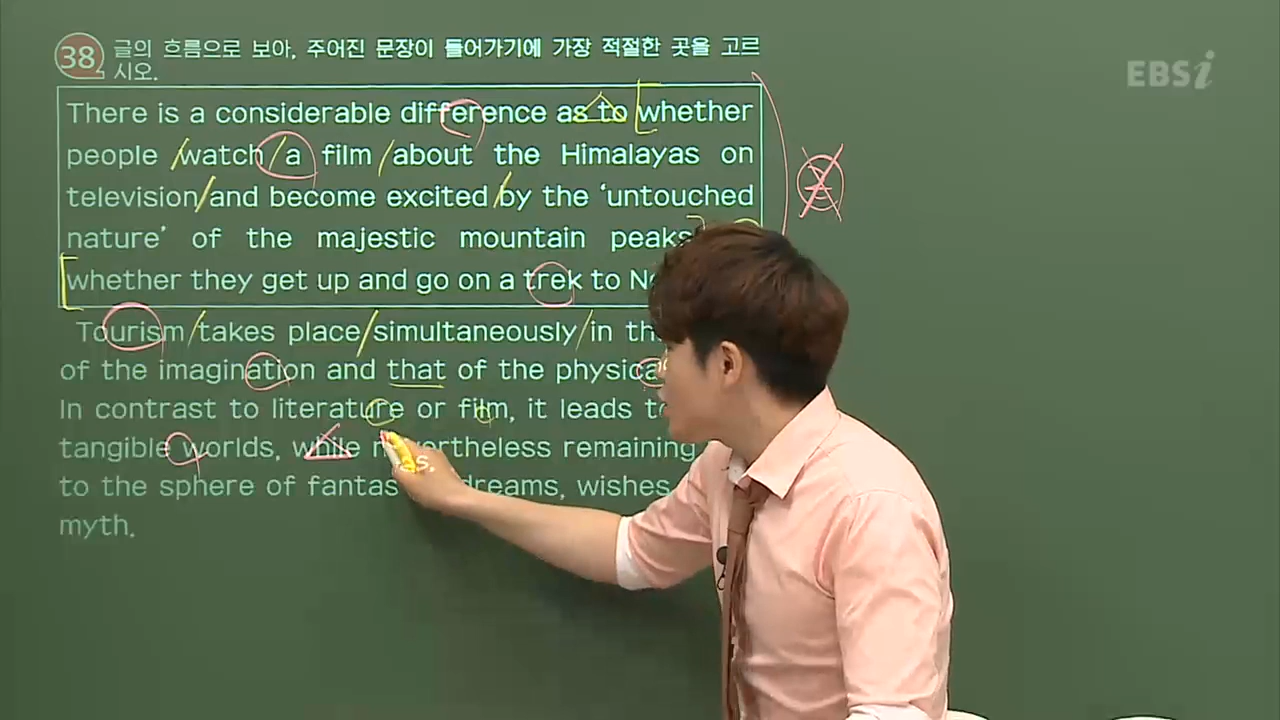 38
글의 흐름으로 보아, 주어진 문장이 들어가기에 가장 적절한 곳을 고르
시오.
EBSi
There is a considerable difference as to whether
people watch a film about the Himalayas on
television and become excited by the 'untouched
nature' of the majestic mountain peaks
whether they get up and go on a trek to
Tourism takes place simultaneously in
of the imagination and that of the
In contrast to literature or film, it leads
tangible worlds, while remaining
to the sphere of dreams, wishes
myth.